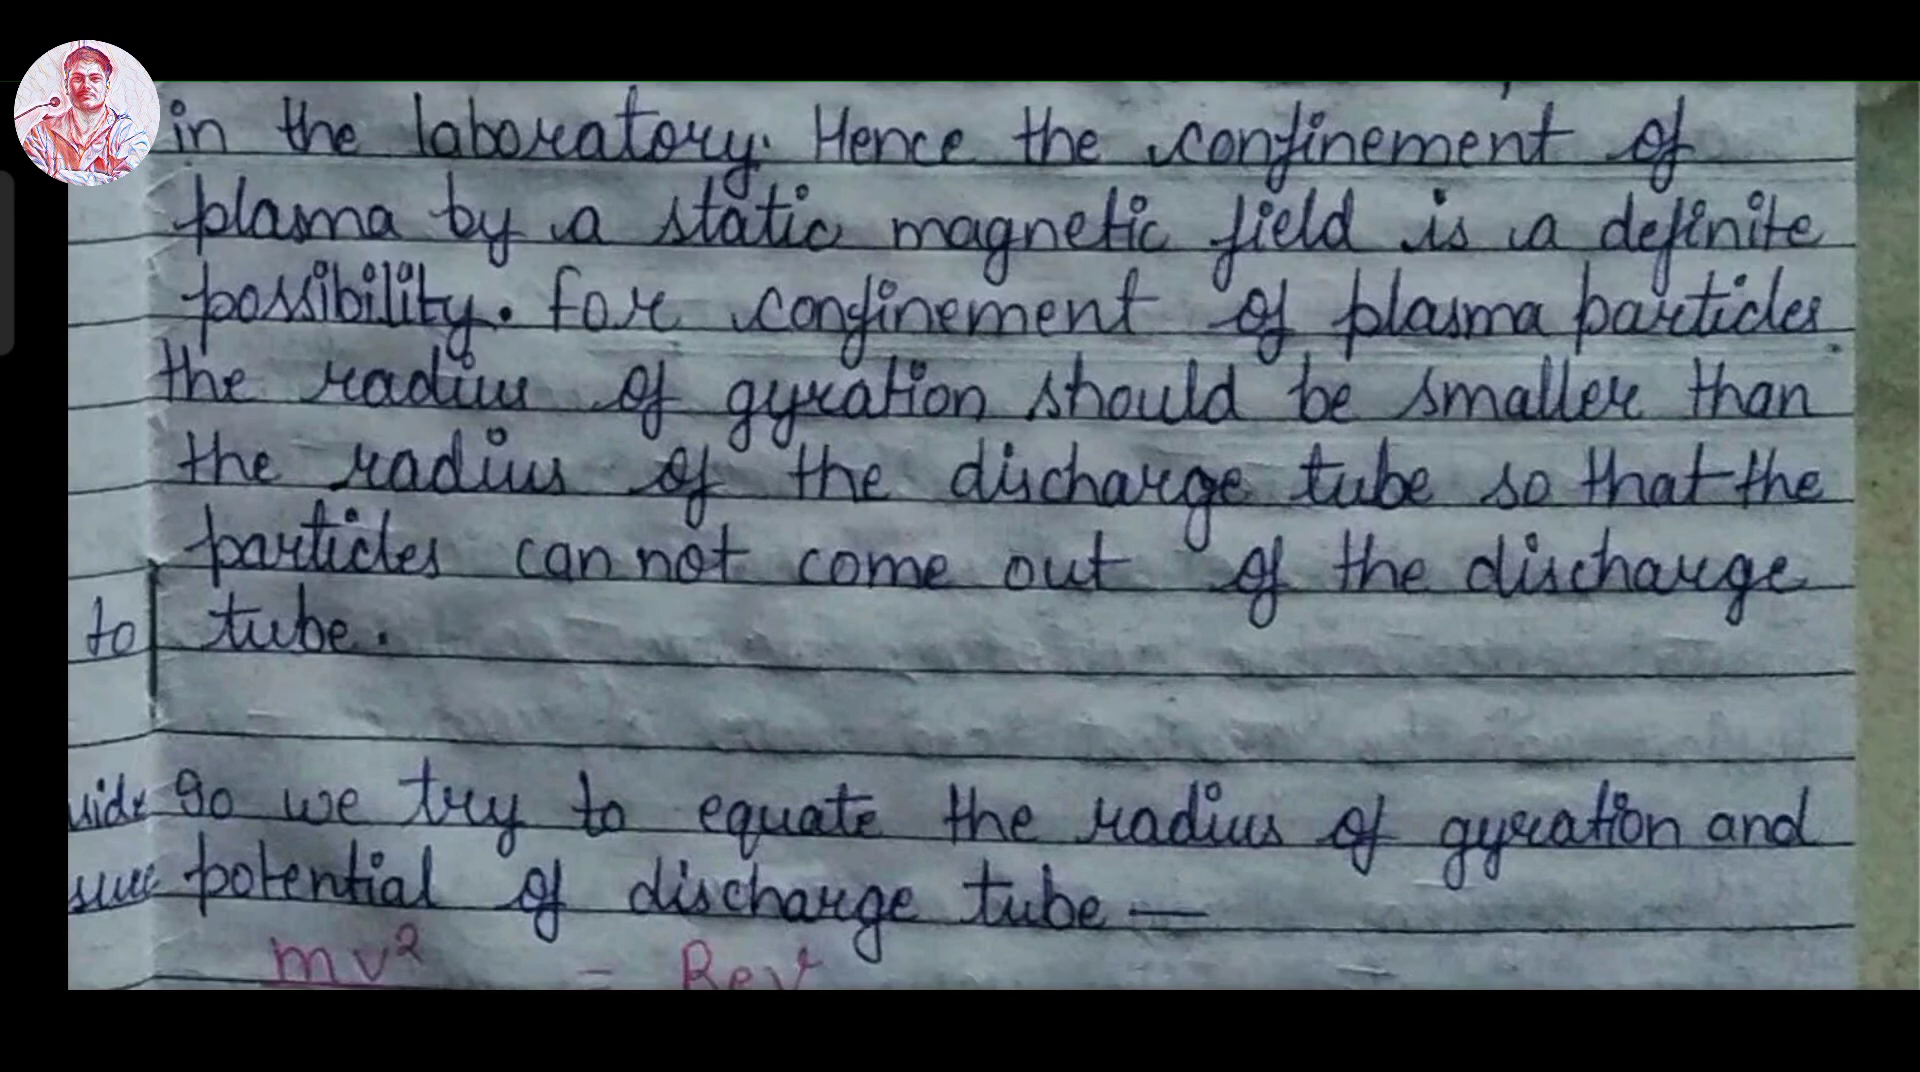 in the laboratory. Hence the confinement of
plasma by a static magnetic field is a definite
possibility. for confinement of plasma particles
the radius of gyration should be smaller than
the radius of the discharge tube so that the
particles can not come out of the discharge
to tube.
So we try to equate the radius of gyration and
potential of discharge tube —
mv² = Bev